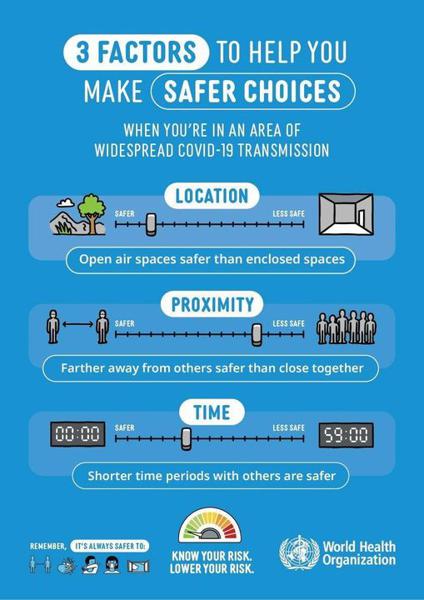 3 FACTORS TO HELP YOU
MAKE SAFER CHOICES
WHEN YOU'RE IN AN AREA OF
WIDESPREAD COVID-19 TRANSMISSION
LOCATION
SAFER LESS SAFE
Open air spaces safer than enclosed spaces
PROXIMITY
SAFER LESS SAFE
Farther away from others safer than close together
TIME
00:00 SAFER LESS SAFE 59:00
Shorter time periods with others are safer
REMEMBER, IT'S ALWAYS SAFER TO:
KNOW YOUR RISK.
LOWER YOUR RISK.
World Health
Organization